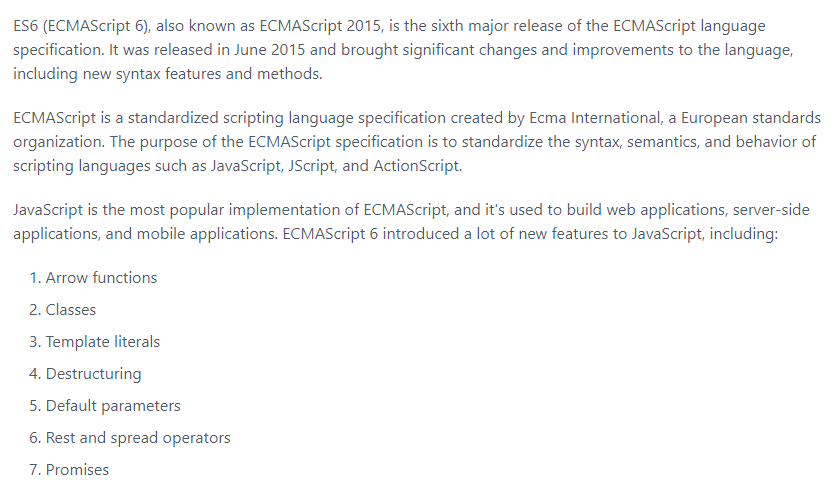 ES6 (ECMAScript 6), also known as ECMAScript 2015, is the sixth major release of the ECMAScript language
specification. It was released in June 2015 and brought significant changes and improvements to the language,
including new syntax features and methods.
ECMAScript is a standardized scripting language specification created by Ecma International, a European standards
organization. The purpose of the ECMAScript specification is to standardize the syntax, semantics, and behavior of
scripting languages such as JavaScript, JScript, and ActionScript.
JavaScript is the most popular implementation of ECMAScript, and it's used to build web applications, server-side
applications, and mobile applications. ECMAScript 6 introduced a lot of new features to JavaScript, including:
1. Arrow functions
2. Classes
3. Template literals
4. Destructuring
5. Default parameters
6. Rest and spread operators
7. Promises